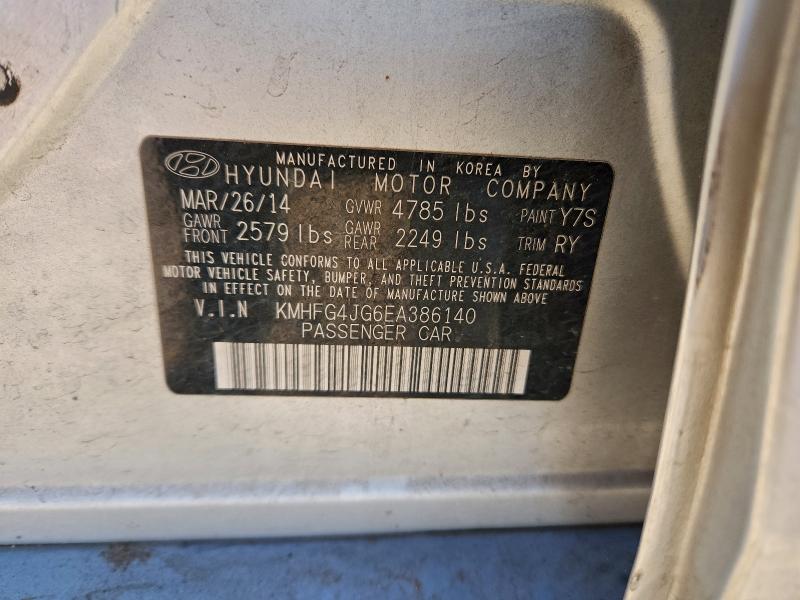 MANUFACTURED IN KOREA BY
HYUNDAI MOTOR COMPANY
MAR/26/14 GVWR 4785 lbs PAINT Y7S
GAWR FRONT 2579 lbs GAWR REAR 2249 lbs TRIM RY
THIS VEHICLE CONFORMS TO ALL APPLICABLE U.S.A. FEDERAL
MOTOR VEHICLE SAFETY, BUMPER, AND THEFT PREVENTION STANDARDS
IN EFFECT ON THE DATE OF MANUFACTURE SHOWN ABOVE
V.I.N KMHFG4JG6EA386140
PASSENGER CAR